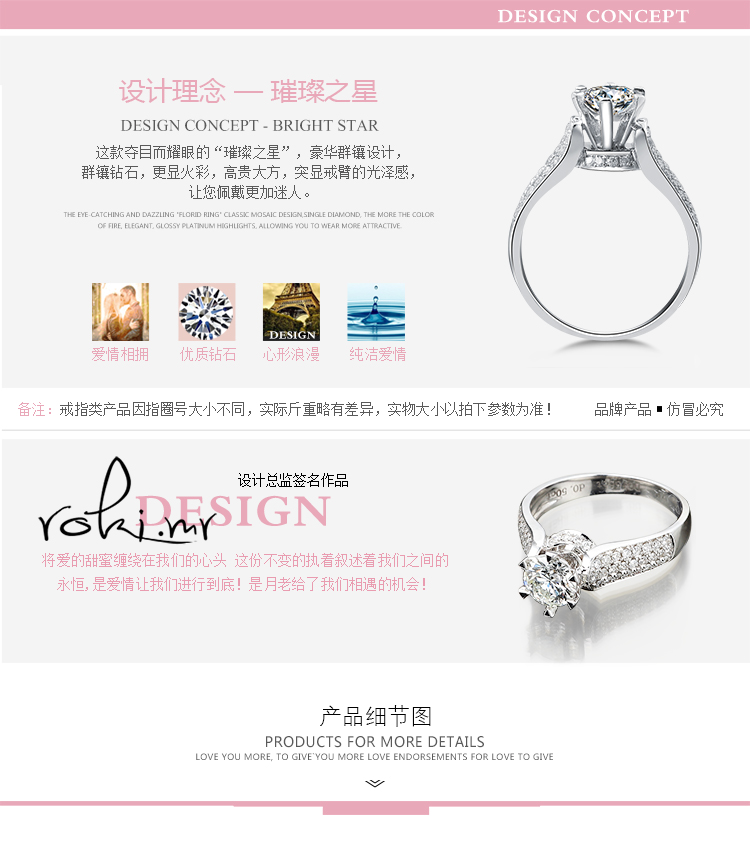 DESIGN CONCEPT
设计理念 — 璀璨之星
DESIGN CONCEPT - BRIGHT STAR
这款夺目而耀眼的“璀璨之星”，豪华群镶设计，
群镶钻石，更显火彩，高贵大方，突显戒臂的光泽感，
让您佩戴更加迷人。
THE EYE-CATCHING AND DAZZLING "FLORID RING" CLASSIC MOSAIC DESIGN,SINGLE DIAMOND, THE MORE THE COLOR
OF FIRE, ELEGANT, GLOSSY PLATINUM HIGHLIGHTS, ALLOWING YOU TO WEAR MORE ATTRACTIVE.
DESIGN
爱情相拥 优质钻石 心形浪漫 纯洁爱情
备注：戒指类产品因指圈号大小不同，实际斤重略有差异，实物大小以拍下参数为准！ 品牌产品■仿冒必究
设计总监签名作品
roki.mr DESIGN
将爱的甜蜜缠绕在我们的心头 这份不变的执着叙述着我们之间的
永恒,是爱情让我们进行到底！是月老给了我们相遇的机会！
产品细节图
PRODUCTS FOR MORE DETAILS
LOVE YOU MORE, TO GIVE YOU MORE LOVE ENDORSEMENTS FOR LOVE TO GIVE